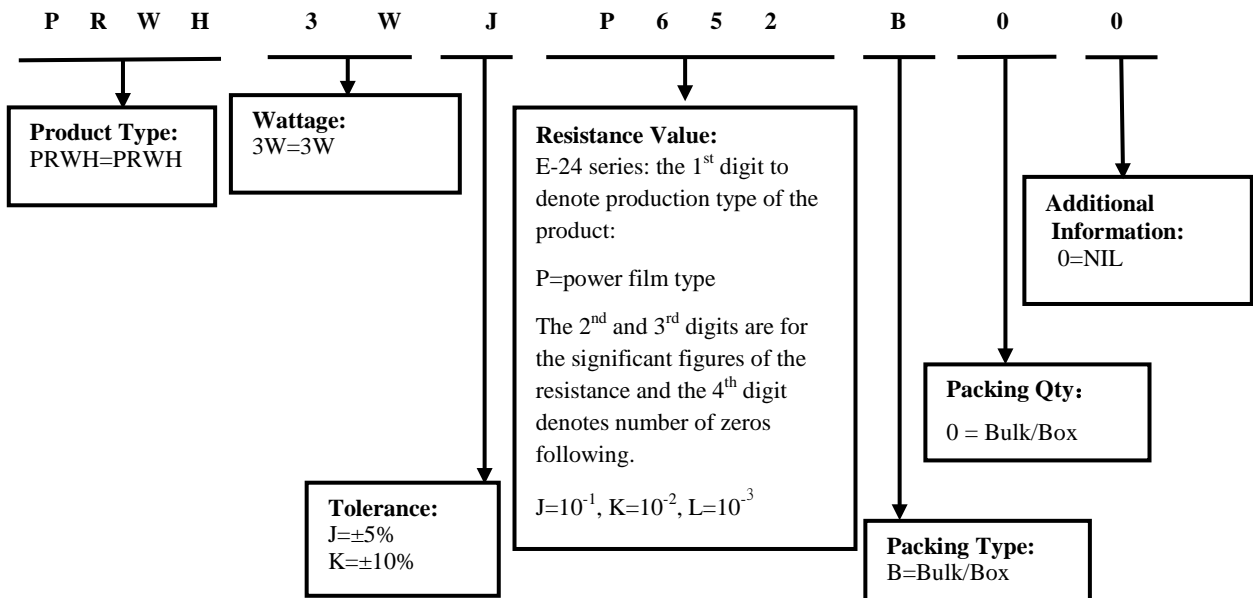 P R W H 3 W J P 6 5 2 B 0 0
Product Type:
PRWH=PRWH
Wattage:
3W=3W
Resistance Value:
E-24 series: the 1st digit to
denote production type of the
product:
P=power film type
The 2nd and 3rd digits are for
the significant figures of the
resistance and the 4th digit
denotes number of zeros
following.
J=10-1, K=10-2, L=10-3
Additional
Information:
0=NIL
Packing Qty：
0 = Bulk/Box
Tolerance:
J=±5%
K=±10%
Packing Type:
B=Bulk/Box